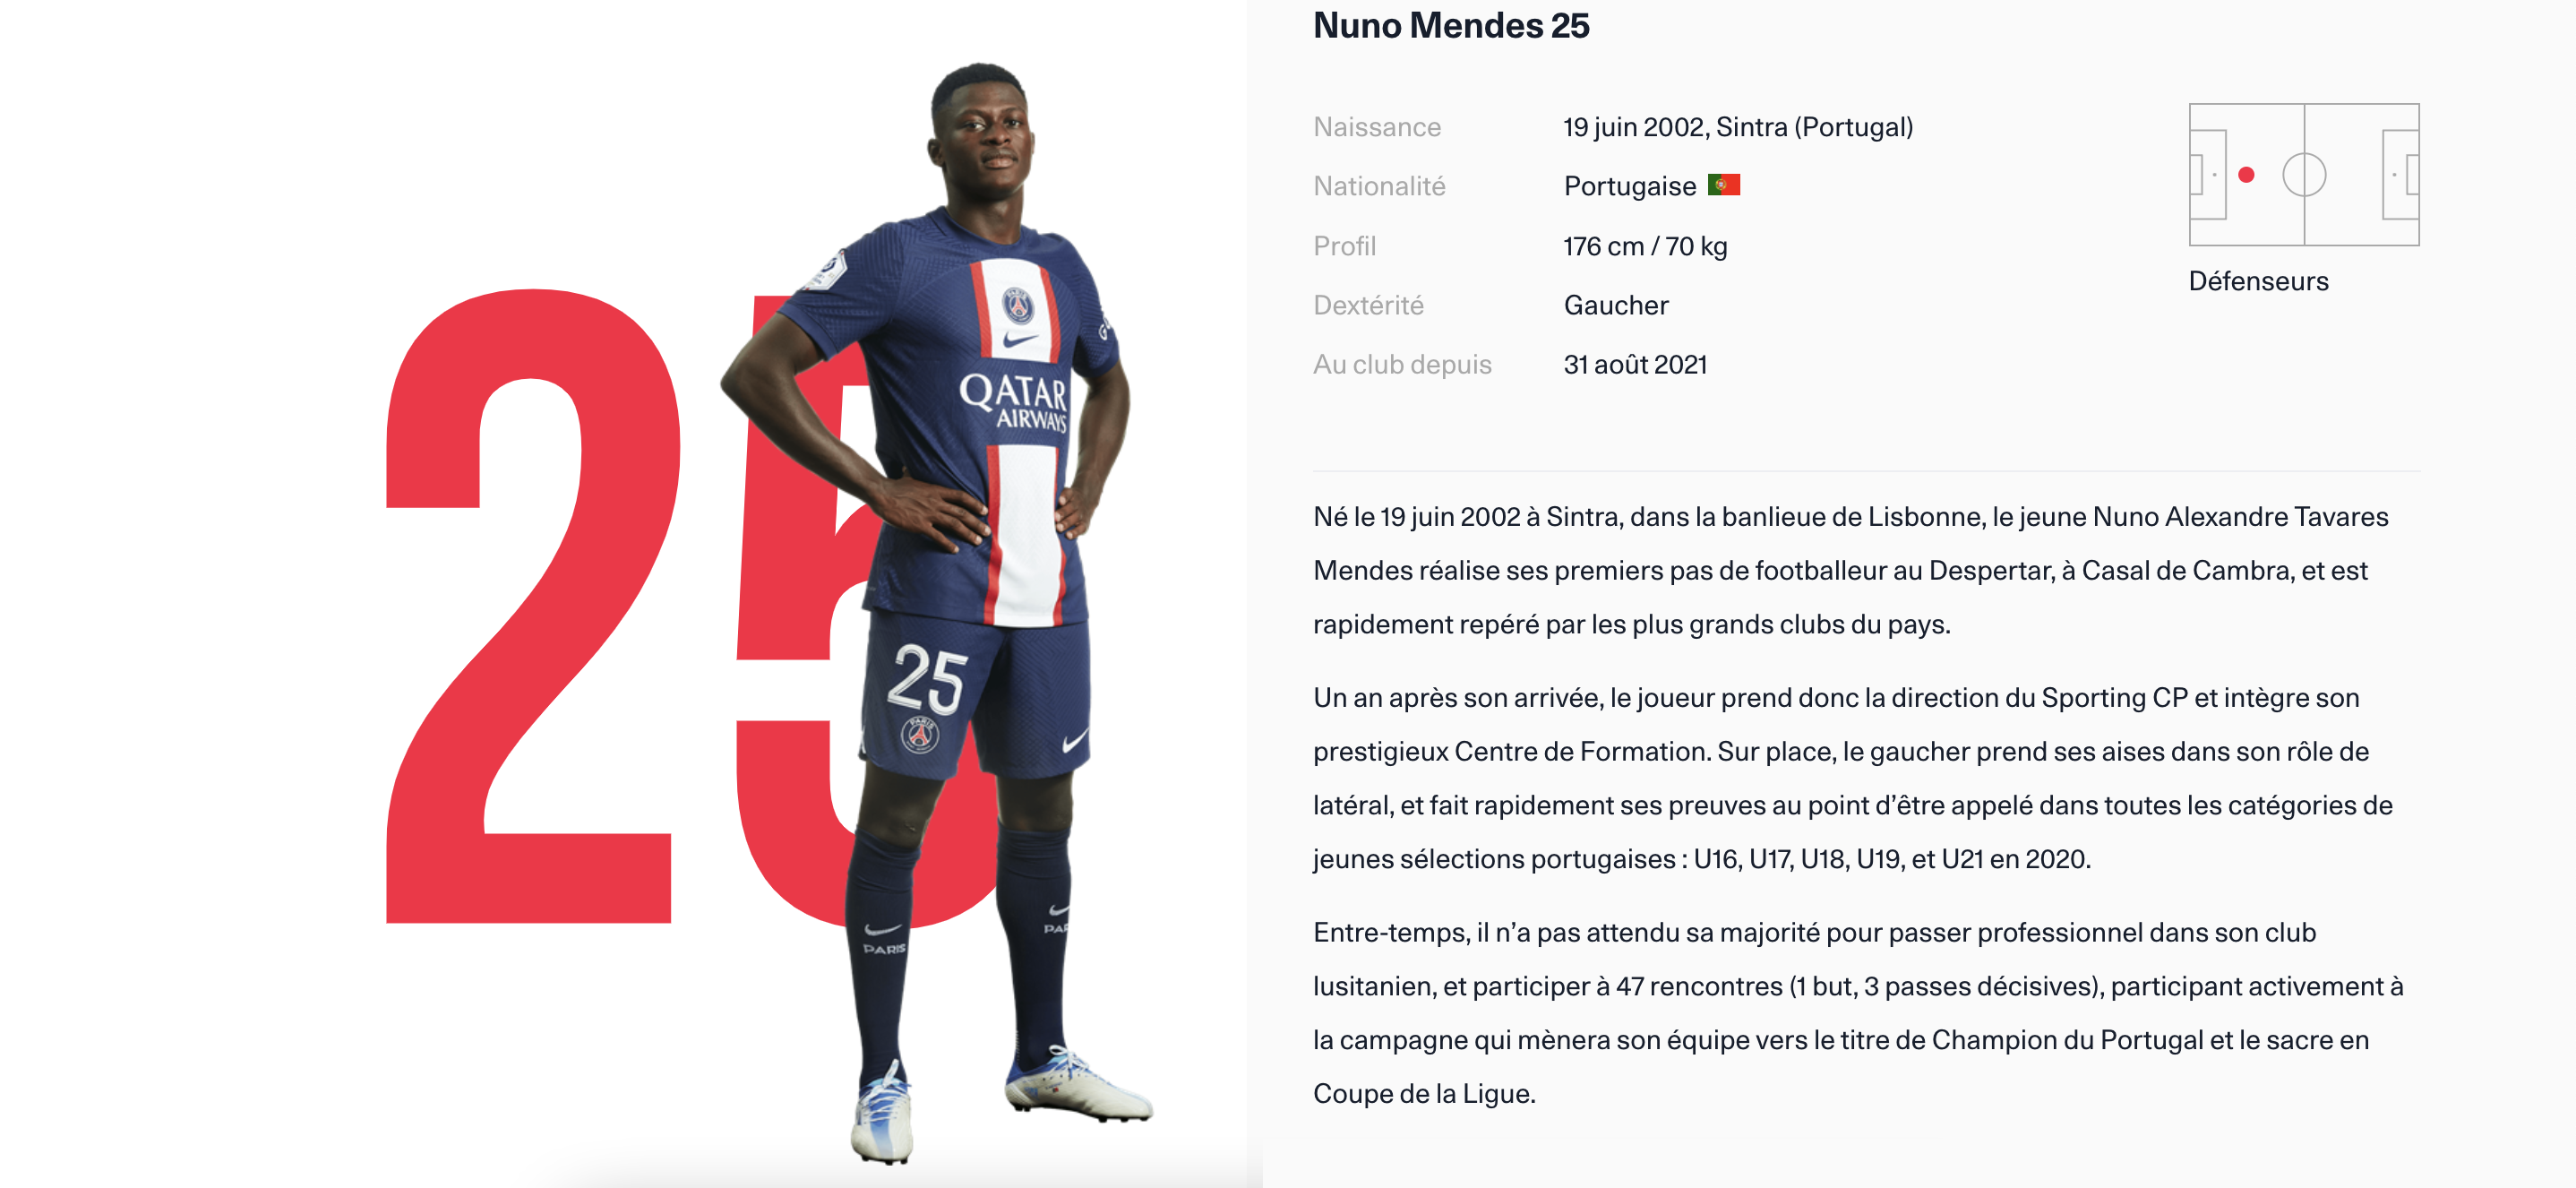 25
QATAR
AIRWAYS
25
PARIS
PARIS
Nuno Mendes 25
Naissance 19 juin 2002, Sintra (Portugal)
Nationalité Portugaise
Profil 176 cm / 70 kg
Dextérité Gaucher
Au club depuis 31 août 2021
Défenseurs
Né le 19 juin 2002 à Sintra, dans la banlieue de Lisbonne, le jeune Nuno Alexandre Tavares
Mendes réalise ses premiers pas de footballeur au Despertar, à Casal de Cambra, et est
rapidement repéré par les plus grands clubs du pays.
Un an après son arrivée, le joueur prend donc la direction du Sporting CP et intègre son
prestigieux Centre de Formation. Sur place, le gaucher prend ses aises dans son rôle de
latéral, et fait rapidement ses preuves au point d’être appelé dans toutes les catégories de
jeunes sélections portugaises : U16, U17, U18, U19, et U21 en 2020.
Entre-temps, il n’a pas attendu sa majorité pour passer professionnel dans son club
lusitanien, et participer à 47 rencontres (1 but, 3 passes décisives), participant activement à
la campagne qui mènera son équipe vers le titre de Champion du Portugal et le sacre en
Coupe de la Ligue.